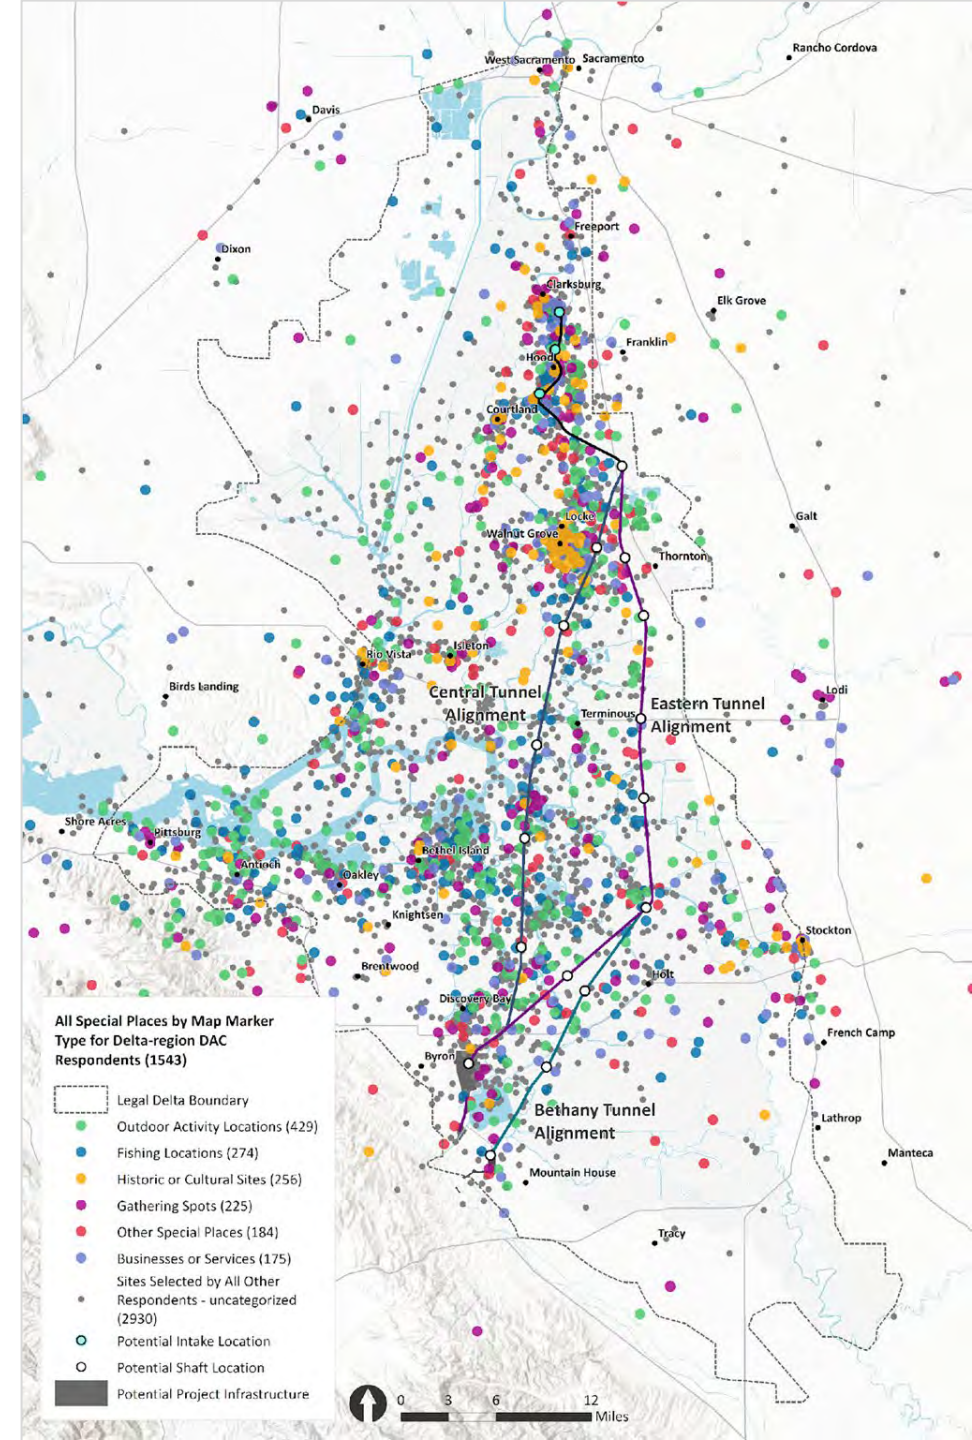 Rancho Cordova
West Sacramento
Sacramento
Davis
Freeport
Dixon
Clarksburg
Elk Grove
Franklin
Hood
Courtland
Locke
Galt
Walnut Grove
Thornton
Isleton
Rio Vista
Birds Landing
Central Tunnel
Alignment
Lodi
Eastern Tunnel
Alignment
Terminous
Shore Acres
Pittsburg
Bethel Island
Antioch
Oakley
Knightsen
Stockton
Brentwood
Holt
Discovery Bay
French Camp
Byron
Bethany Tunnel
Alignment
Lathrop
Manteca
Mountain House
Tracy
All Special Places by Map Marker
Type for Delta-region DAC
Respondents (1543)
Legal Delta Boundary
Outdoor Activity Locations (429)
Fishing Locations (274)
Historic or Cultural Sites (256)
Gathering Spots (225)
Other Special Places (184)
Businesses or Services (175)
Sites Selected by All Other
Respondents - uncategorized
(2930)
Potential Intake Location
Potential Shaft Location
Potential Project Infrastructure
0 3 6 12
Miles